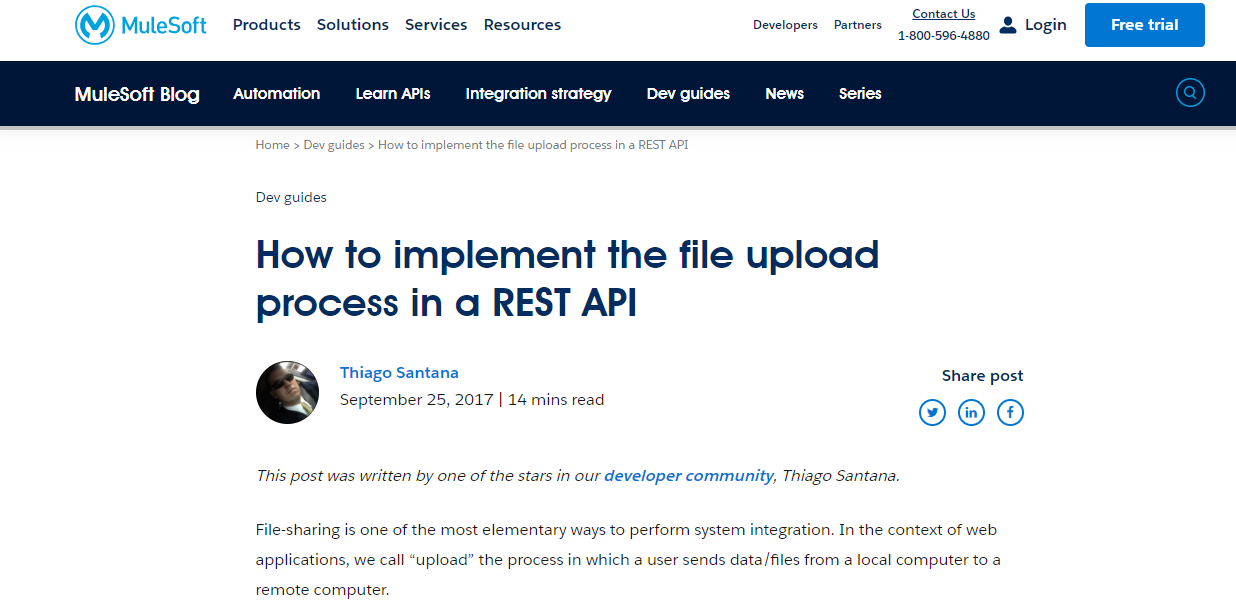 MuleSoft Products Solutions Services Resources Developers Partners Contact Us Login Free trial
1-800-596-4880
MuleSoft Blog Automation Learn APIs Integration strategy Dev guides News Series
Home > Dev guides > How to implement the file upload process in a REST API
Dev guides
How to implement the file upload
process in a REST API
Thiago Santana
September 25, 2017 | 14 mins read
Share post
This post was written by one of the stars in our developer community, Thiago Santana.
File-sharing is one of the most elementary ways to perform system integration. In the context of web
applications, we call “upload” the process in which a user sends data/files from a local computer to a
remote computer.